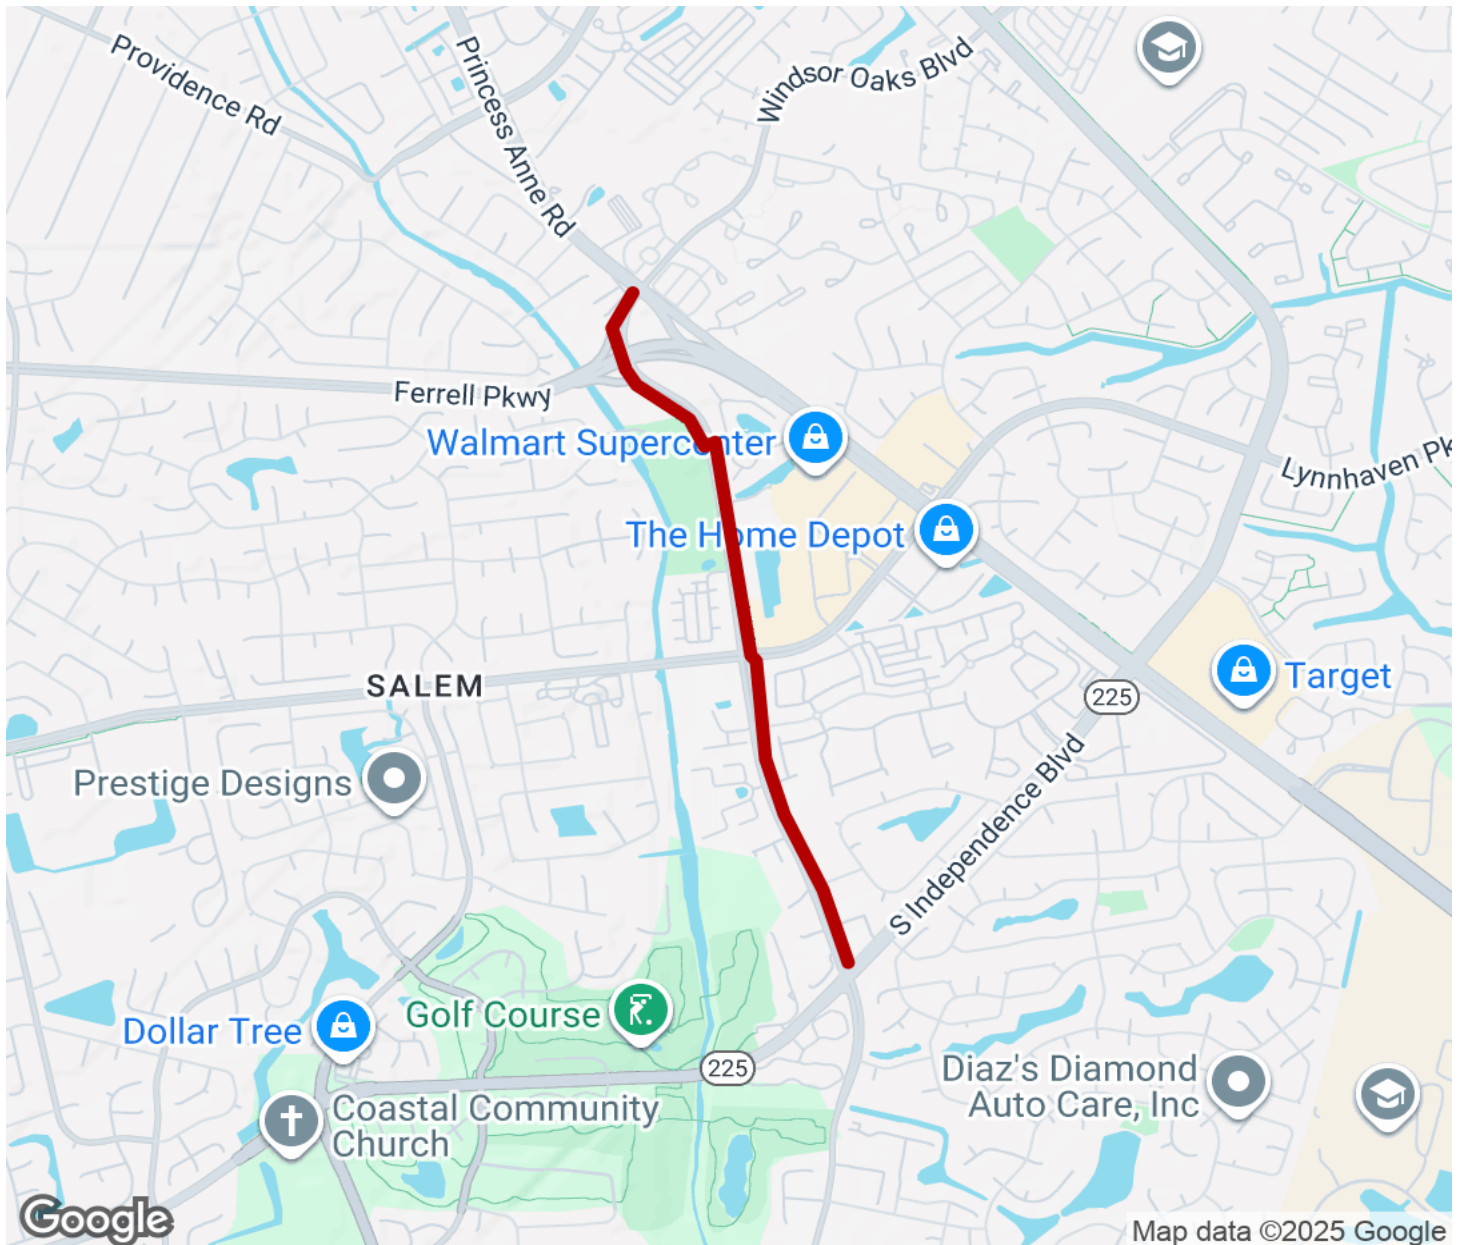 Providence Rd
Princess Anne Rd
Windsor Oaks Blvd
Ferrell Pkwy
Walmart Supercenter
Lynnhaven Pk
The Home Depot
SALEM
Target
225
Prestige Designs
S Independence Blvd
Golf Course
Dollar Tree
225
Diaz's Diamond
Auto Care, Inc
Coastal Community
Church
Google
Map data ©2025 Google